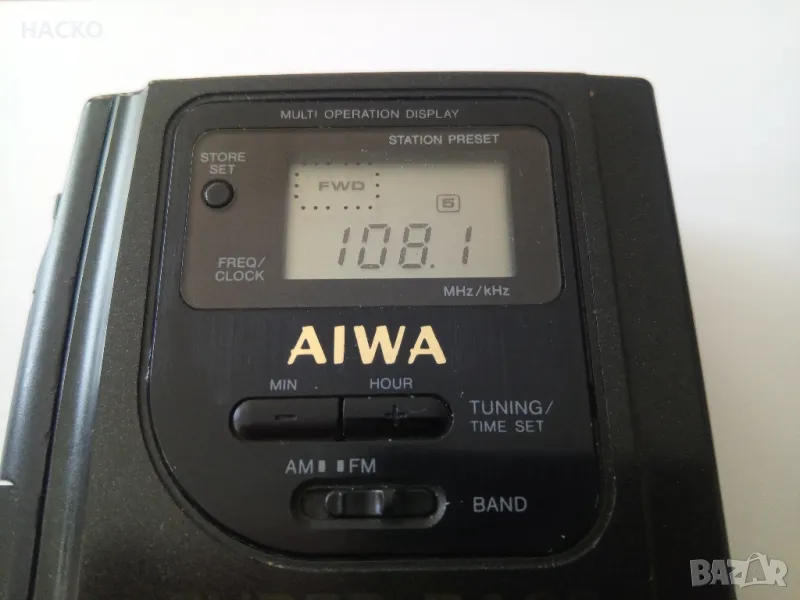 HACKO
MULTI OPERATION DISPLAY
STATION PRESET
STORE
SET
FWD
5
108.1
FREQ/
CLOCK
MHz/kHz
AIWA
MIN HOUR
- +
TUNING/
TIME SET
AM FM
BAND
BAZAR